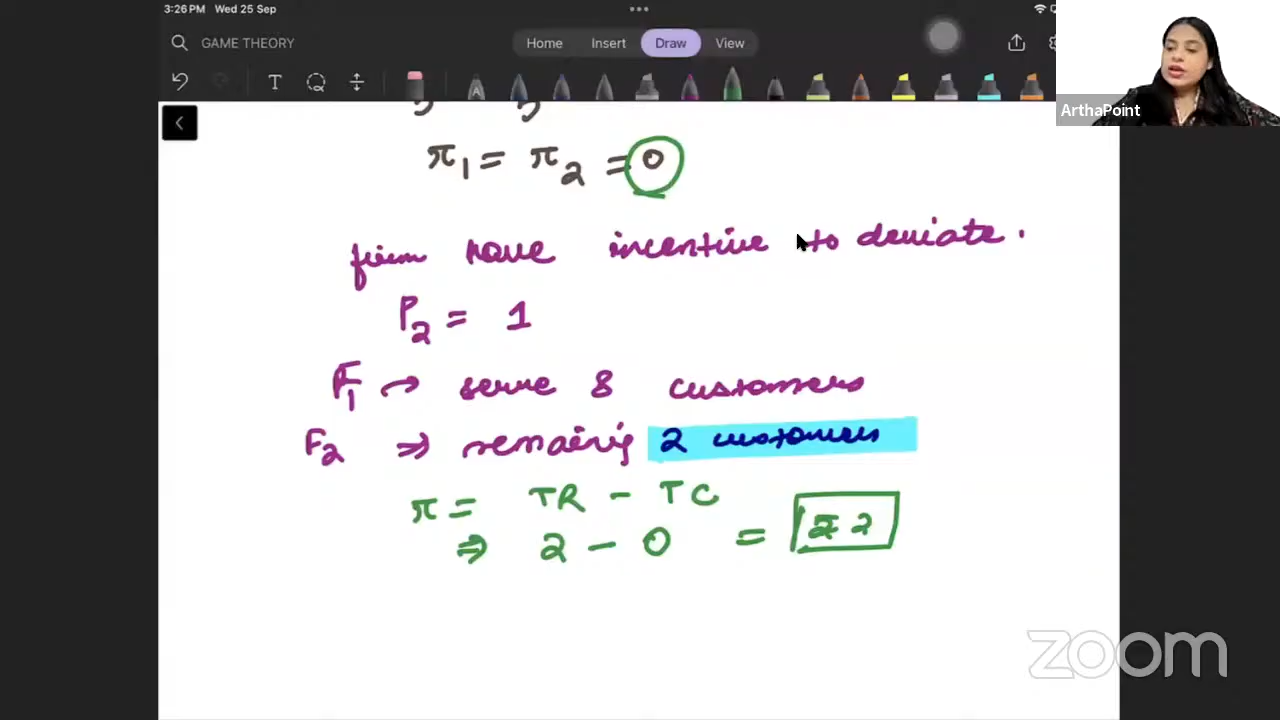 3:26 PM Wed 25 Sep
GAME THEORY
Home Insert Draw View
ArthaPoint
π1 = π2 = 0
firm have incentive to deviate.
P2 = 1
F1 → serve 8 customers
F2 ⇒ remaining 2 customers
π = TR - TC
⇒ 2 - 0 = 2
zoom